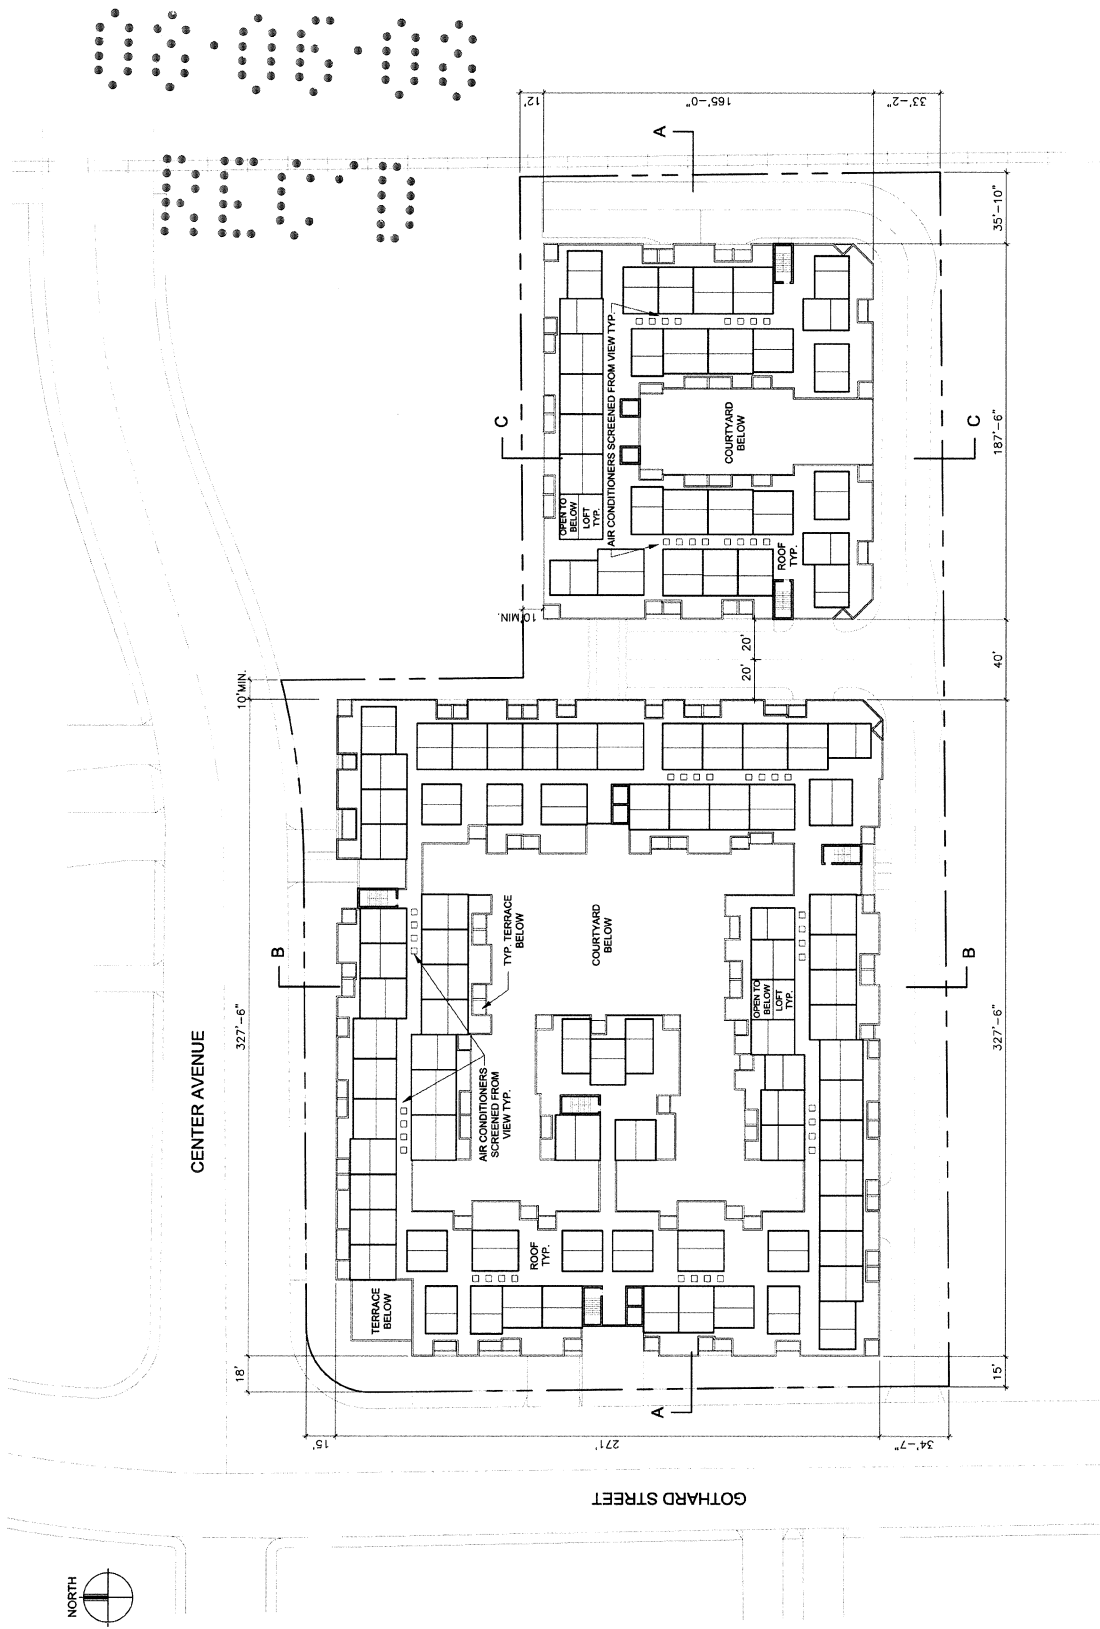 08·06·08
REC'D
12'
165'-0"
33'-2"
A
35'-10"
AIR CONDITIONERS SCREENED FROM VIEW TYP.
C
COURTYARD
BELOW
C
187'-6"
OPEN TO
BELOW
LOFT
TYP.
ROOF
TYP.
10' MIN.
20'
20'
40'
10' MIN.
B
TYP. TERRACE
BELOW
COURTYARD
BELOW
B
OPEN TO
BELOW
LOFT
TYP.
CENTER AVENUE
327'-6"
327'-6"
AIR CONDITIONERS
SCREENED FROM
VIEW TYP.
ROOF
TYP.
TERRACE
BELOW
18'
15'
A
15'
271'
34'-7"
GOTHARD STREET
NORTH